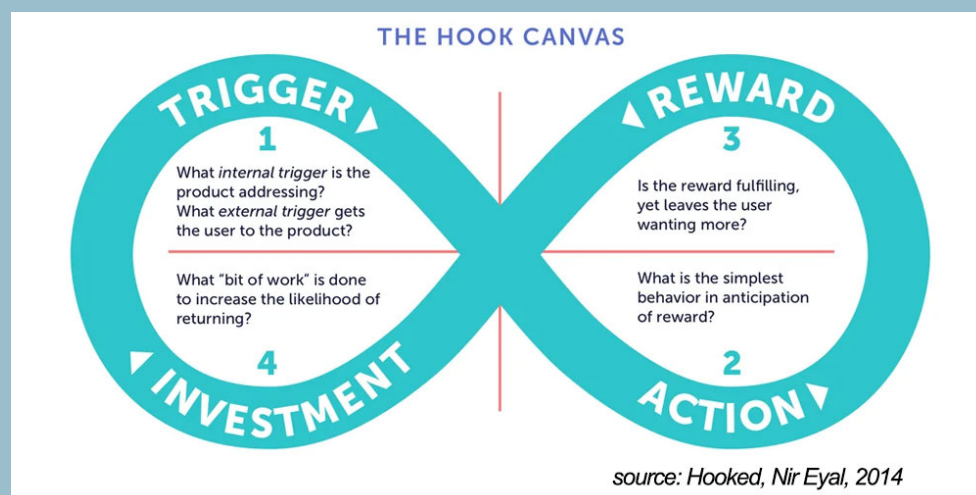 THE HOOK CANVAS
TRIGGER
1
What internal trigger is the
product addressing?
What external trigger gets
the user to the product?
ACTION
2
What is the simplest
behavior in anticipation
of reward?
REWARD
3
Is the reward fulfilling,
yet leaves the user
wanting more?
INVESTMENT
4
What “bit of work” is done
to increase the likelihood of
returning?
source: Hooked, Nir Eyal, 2014